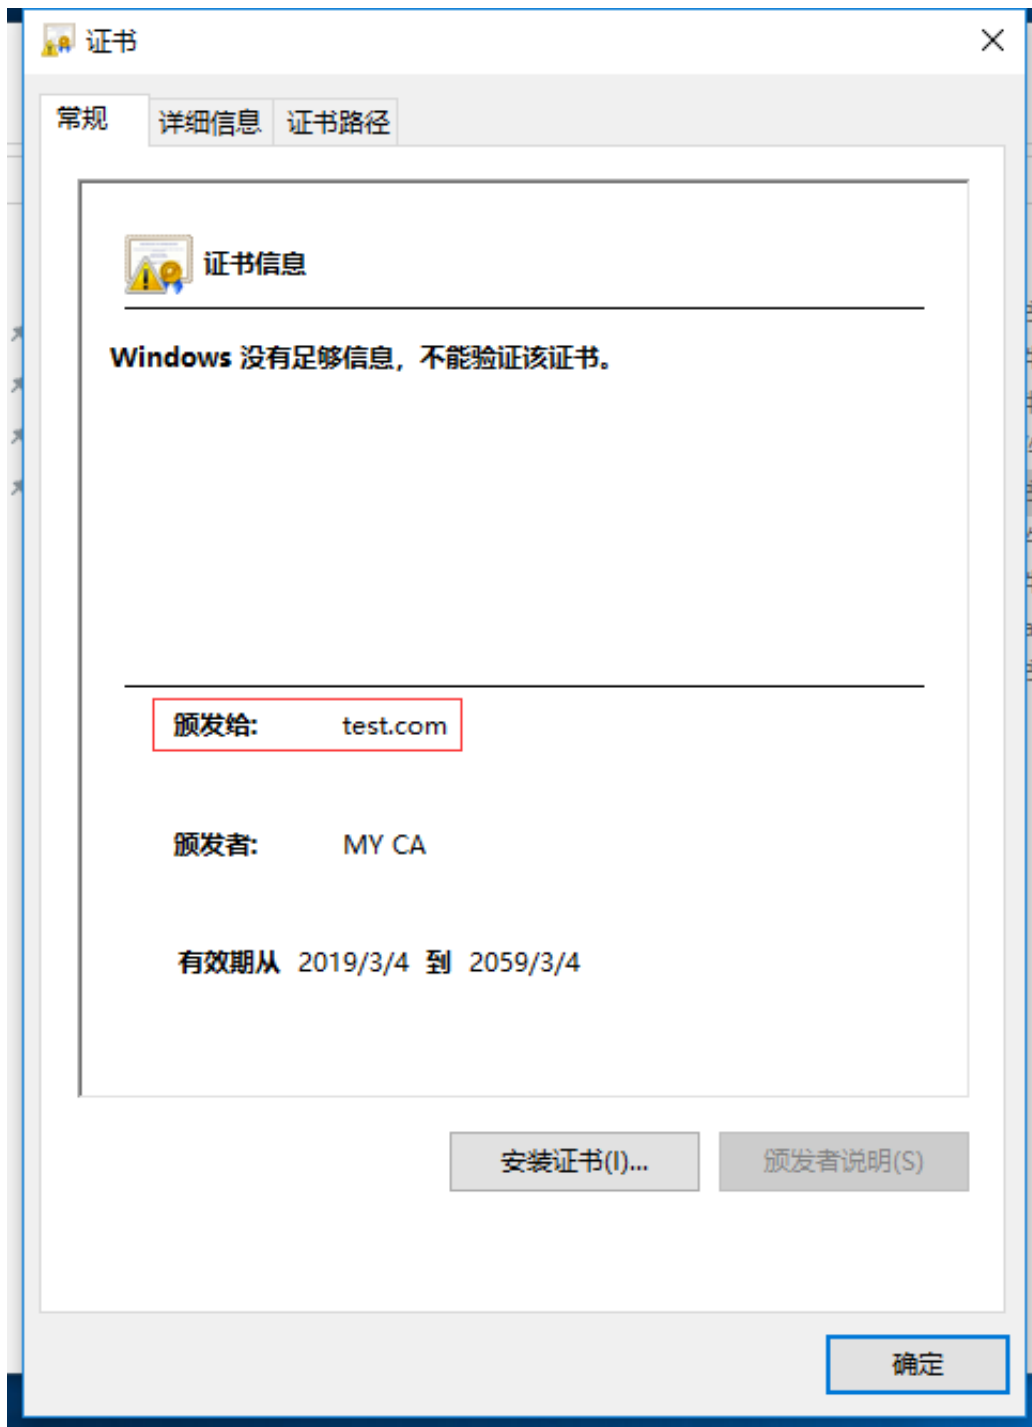 证书
常规 详细信息 证书路径
证书信息
Windows 没有足够信息，不能验证该证书。
颁发给: test.com
颁发者: MY CA
有效期从 2019/3/4 到 2059/3/4
安装证书(I)... 颁发者说明(S)
确定